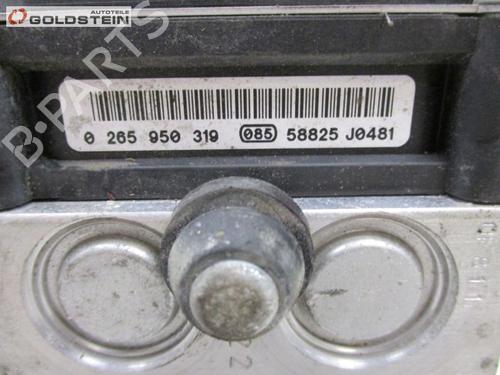 AUTOTEILE
GOLDSTEIN
B-PARTS
0 265 950 319 085 58825 J0481